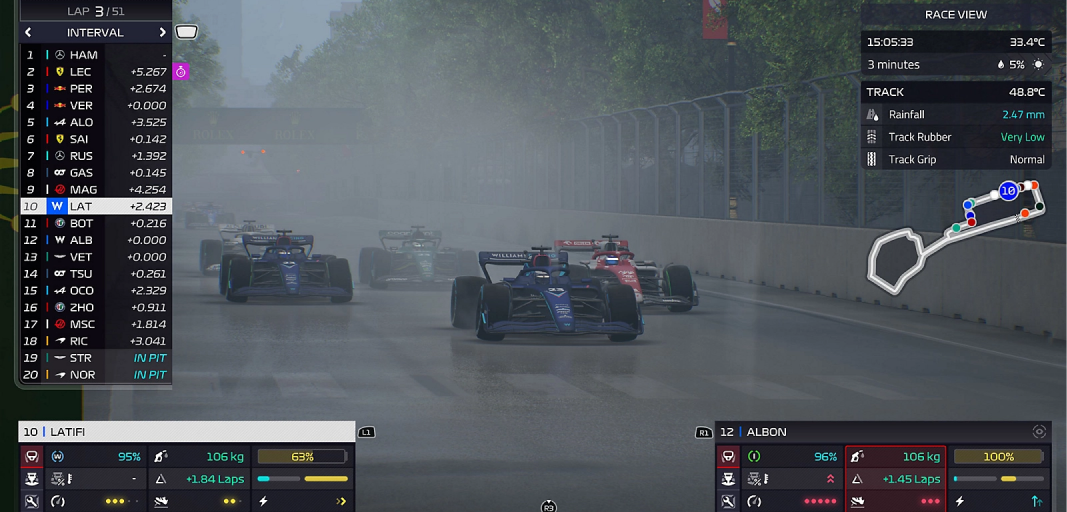 LAP 3 / 51
INTERVAL
1 HAM -
2 LEC +5.267
3 PER +2.674
4 VER +0.000
5 ALO +3.525
6 SAI +0.142
7 RUS +1.392
8 GAS +0.145
9 MAG +4.254
10 W LAT +2.423
11 BOT +0.216
12 W ALB +0.000
13 VET +0.000
14 TSU +0.261
15 OCO +2.329
16 ZHO +0.911
17 MSC +1.814
18 RIC +3.041
19 STR IN PIT
20 NOR IN PIT
RACE VIEW
15:05:33 33.4°C
3 minutes 5%
TRACK 48.8°C
Rainfall 2.47 mm
Track Rubber Very Low
Track Grip Normal
10
WILLIAMS
23
10 LATIFI
L1
W 95% 106 kg 63%
- +1.84 Laps
R1
12 ALBON
I 96% 106 kg 100%
+1.45 Laps
R3